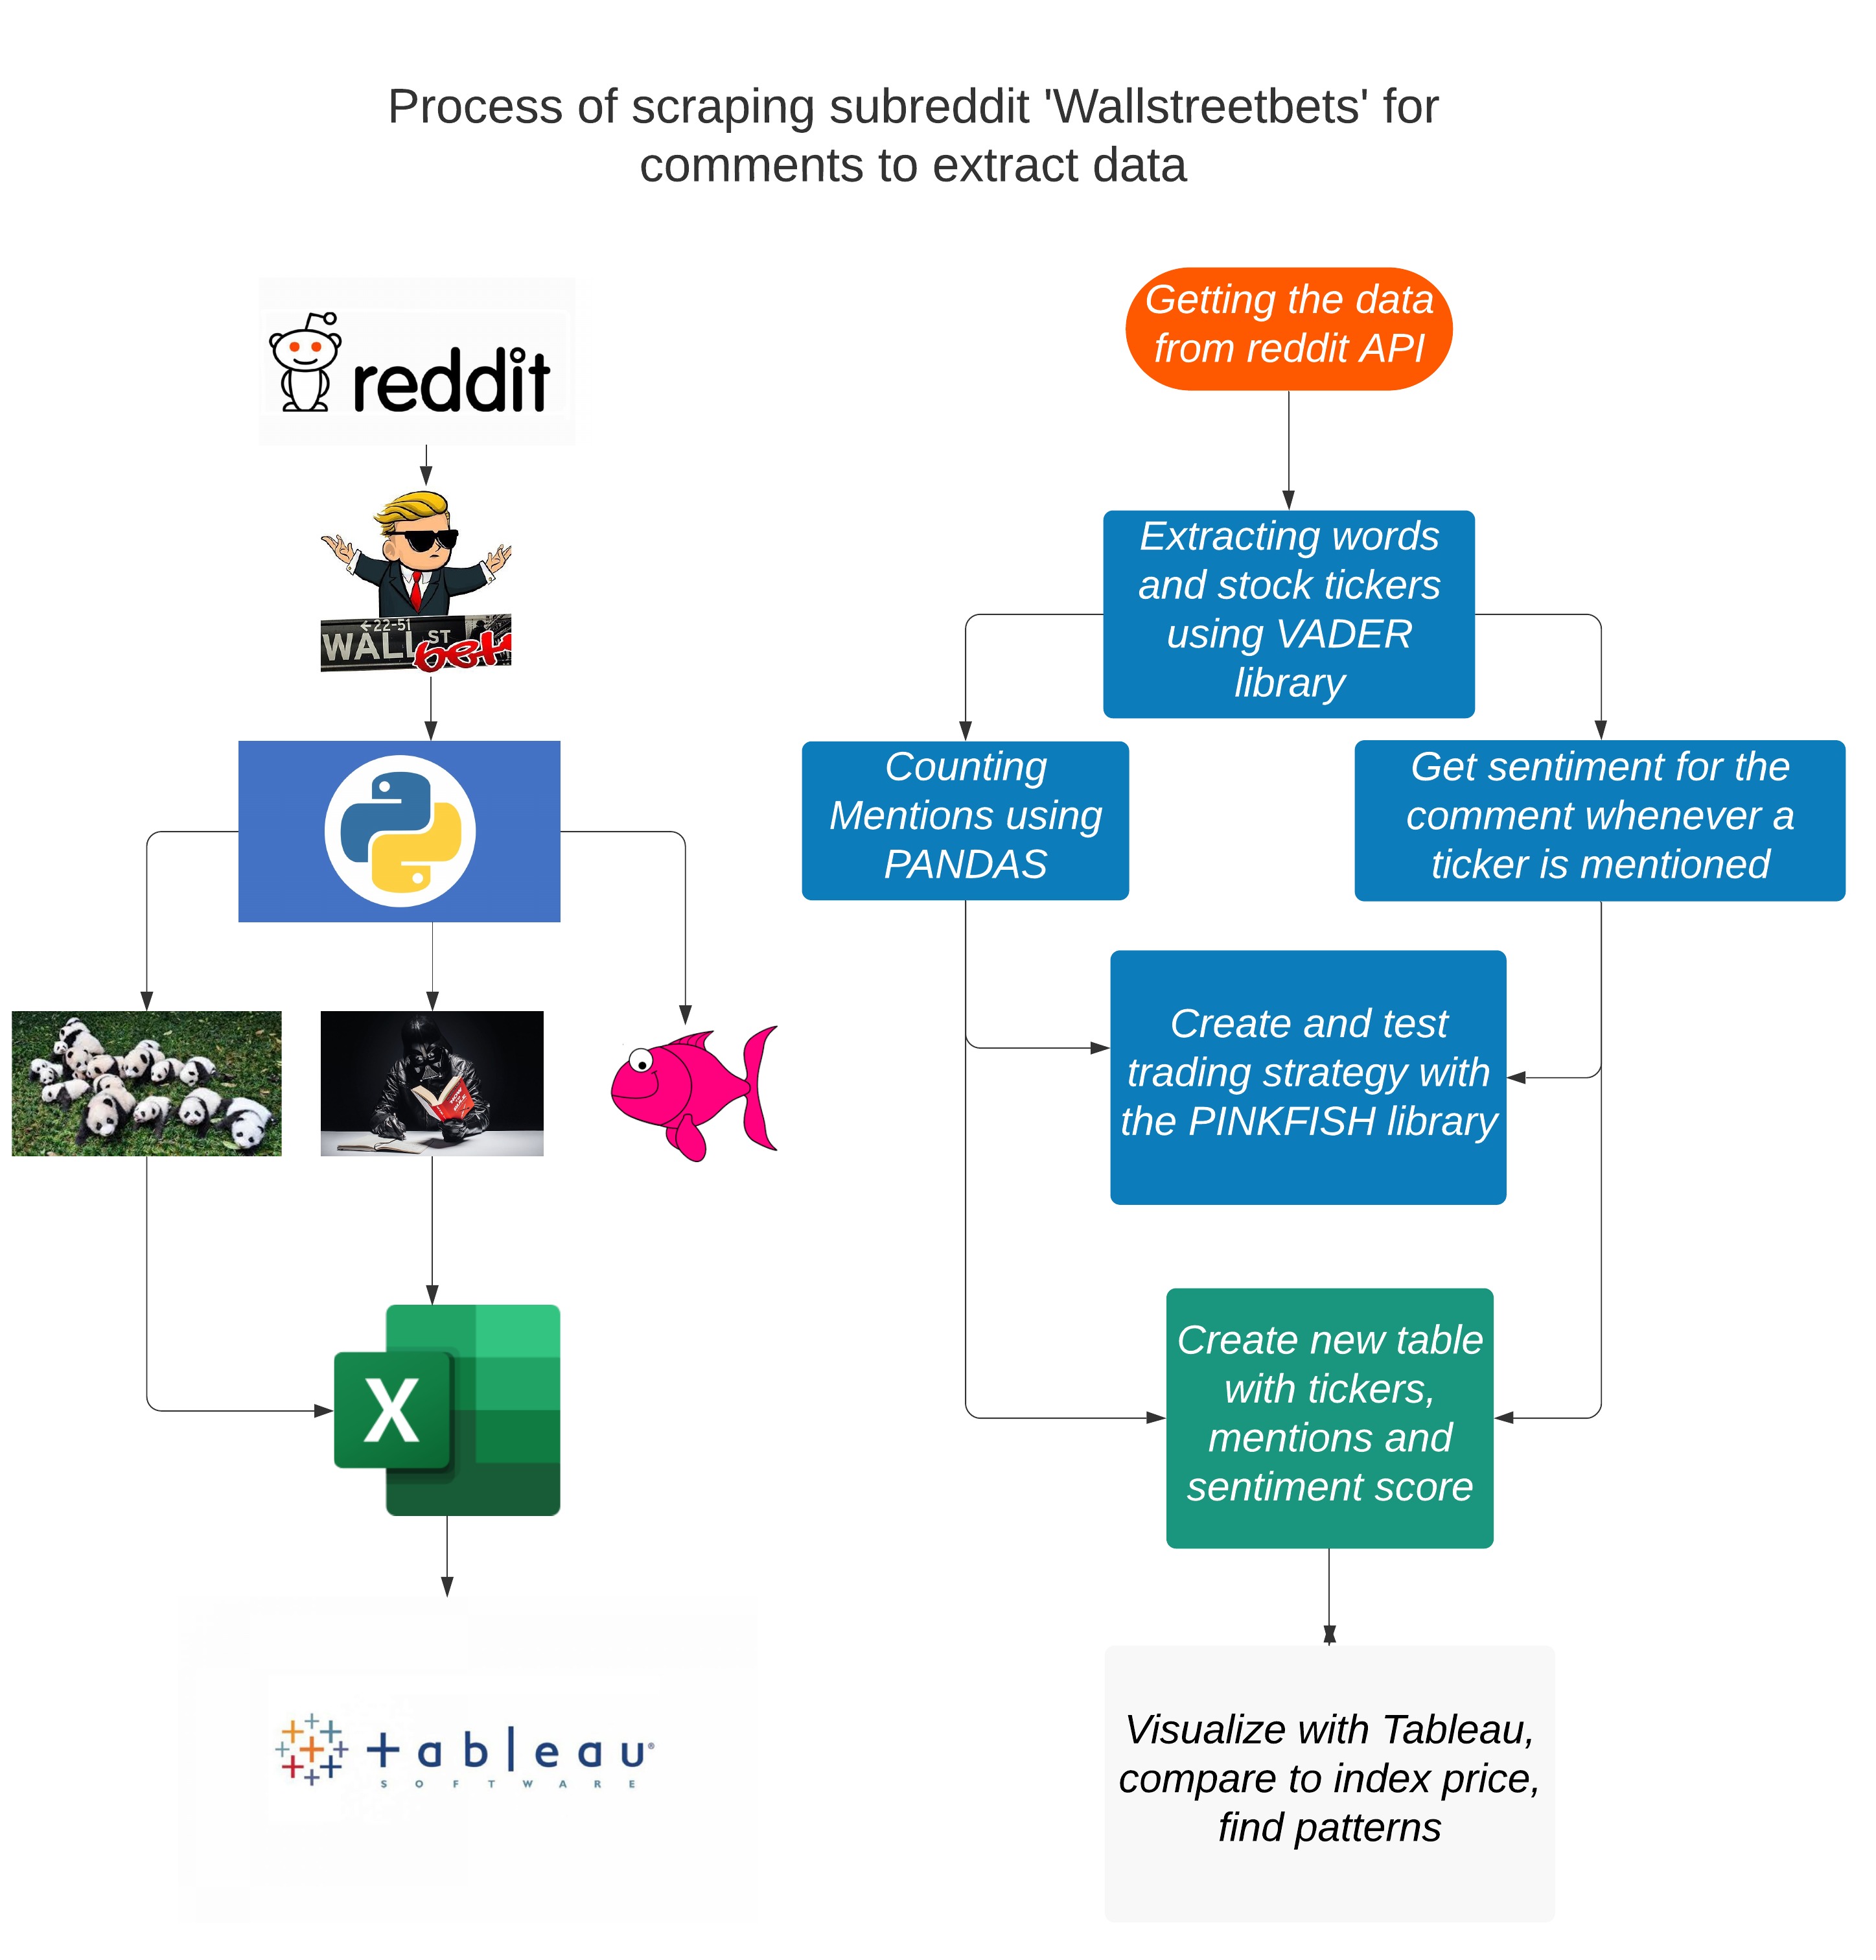 Process of scraping subreddit 'Wallstreetbets' for
comments to extract data
reddit
←22-51
WALL ST
bets
X
+ableau®
SOFTWARE
Getting the data
from reddit API
Extracting words
and stock tickers
using VADER
library
Counting
Mentions using
PANDAS
Get sentiment for the
comment whenever a
ticker is mentioned
Create and test
trading strategy with
the PINKFISH library
Create new table
with tickers,
mentions and
sentiment score
Visualize with Tableau,
compare to index price,
find patterns